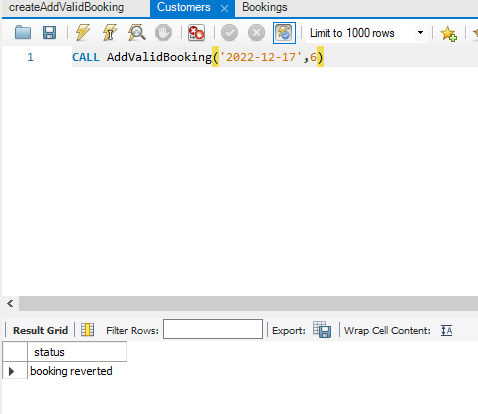 createAddValidBooking Customers Bookings
Limit to 1000 rows
1 CALL AddValidBooking('2022-12-17',6)
Result Grid Filter Rows: Export: Wrap Cell Content:
status
booking reverted